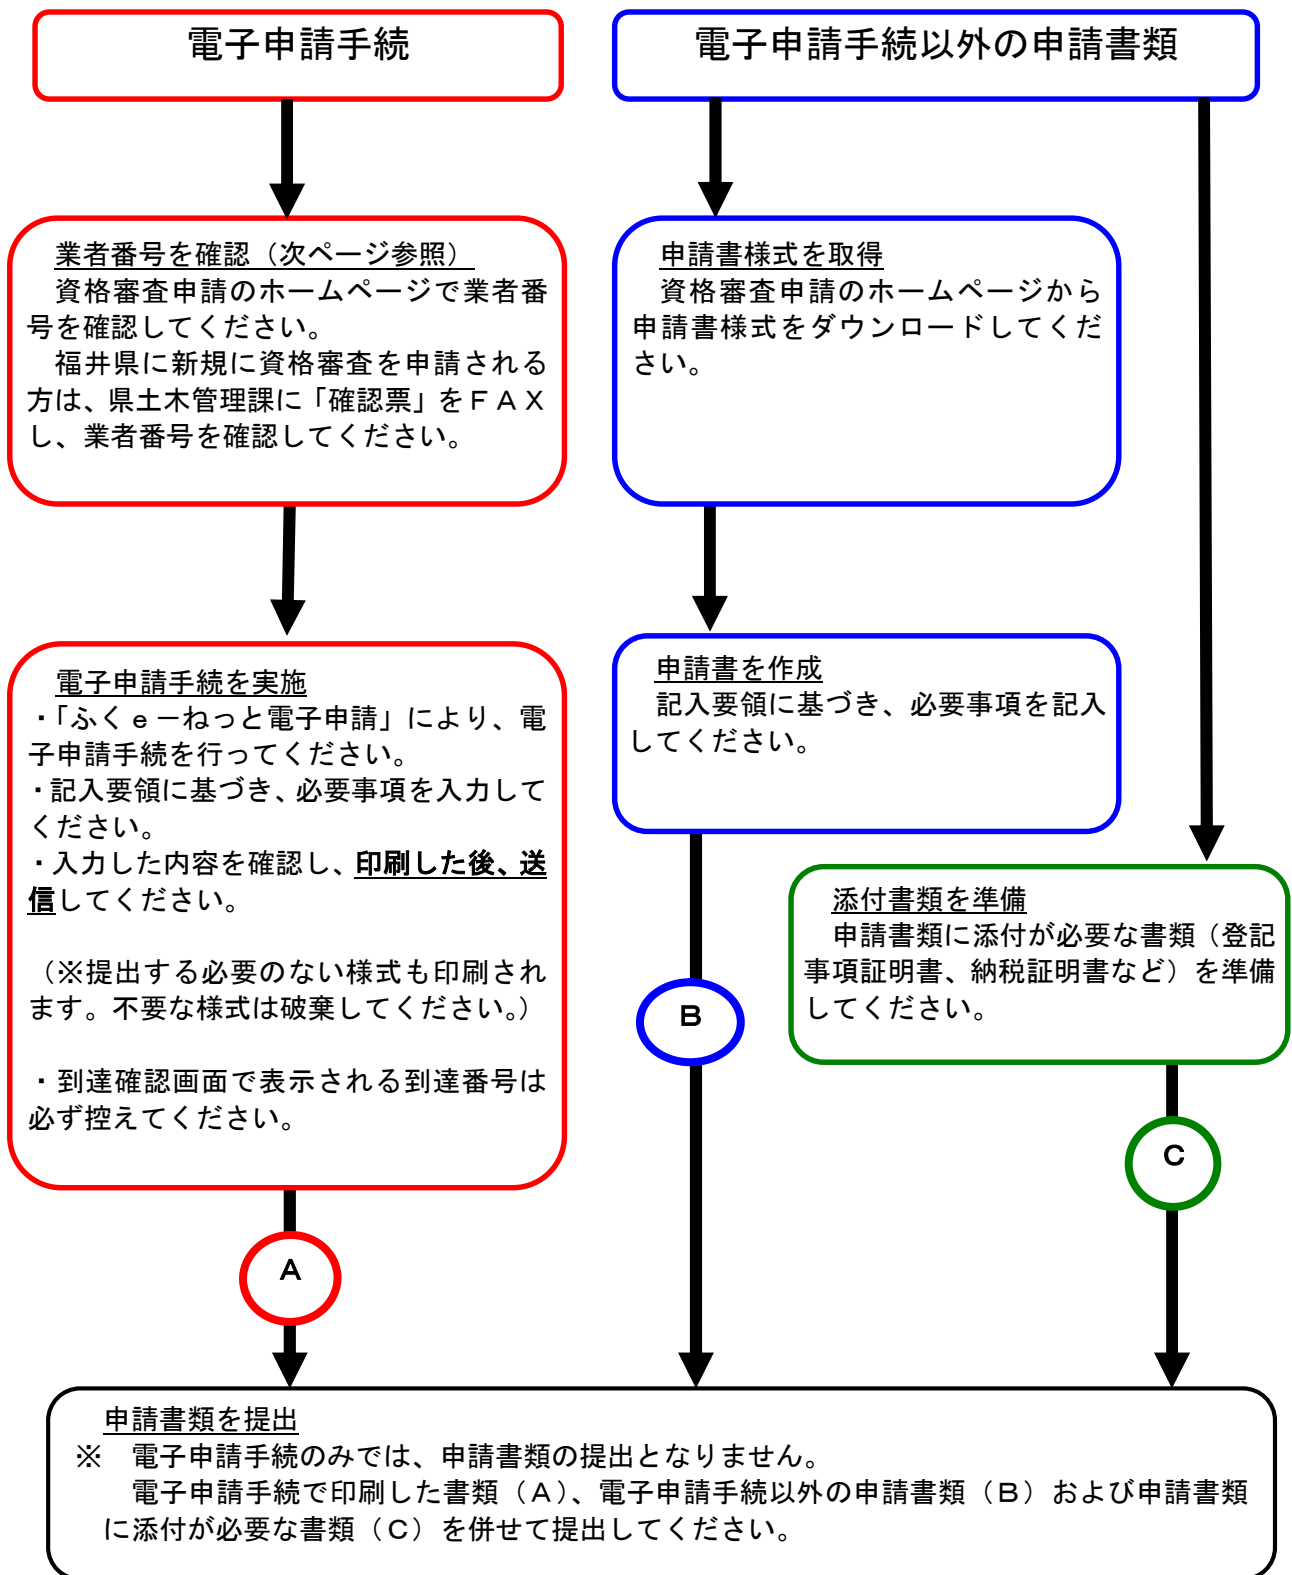 電子申請手続
電子申請手続以外の申請書類
業者番号を確認（次ページ参照）
資格審査申請のホームページで業者番
号を確認してください。
福井県に新規に資格審査を申請される
方は、県土木管理課に「確認票」をＦＡＸ
し、業者番号を確認してください。
申請書様式を取得
資格審査申請のホームページから
申請書様式をダウンロードしてくだ
さい。
電子申請手続を実施
・「ふくｅ－ねっと電子申請」により、電
子申請手続を行ってください。
・記入要領に基づき、必要事項を入力して
ください。
・入力した内容を確認し、印刷した後、送
信してください。
（※提出する必要のない様式も印刷され
ます。不要な様式は破棄してください。）
・到達確認画面で表示される到達番号は
必ず控えてください。
申請書を作成
記入要領に基づき、必要事項を記入
してください。
添付書類を準備
申請書類に添付が必要な書類（登記
事項証明書、納税証明書など）を準備
してください。
Ｂ
Ｃ
Ａ
申請書類を提出
※　電子申請手続のみでは、申請書類の提出となりません。
電子申請手続で印刷した書類（Ａ）、電子申請手続以外の申請書類（Ｂ）および申請書類
に添付が必要な書類（Ｃ）を併せて提出してください。